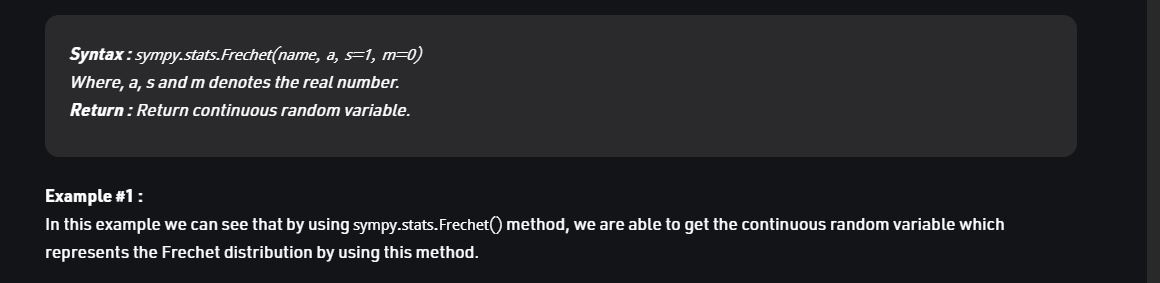 Syntax : sympy.stats.Frechet(name, a, s=1, m=0)
Where, a, s and m denotes the real number.
Return : Return continuous random variable.
Example #1 :
In this example we can see that by using sympy.stats.Frechet() method, we are able to get the continuous random variable which
represents the Frechet distribution by using this method.